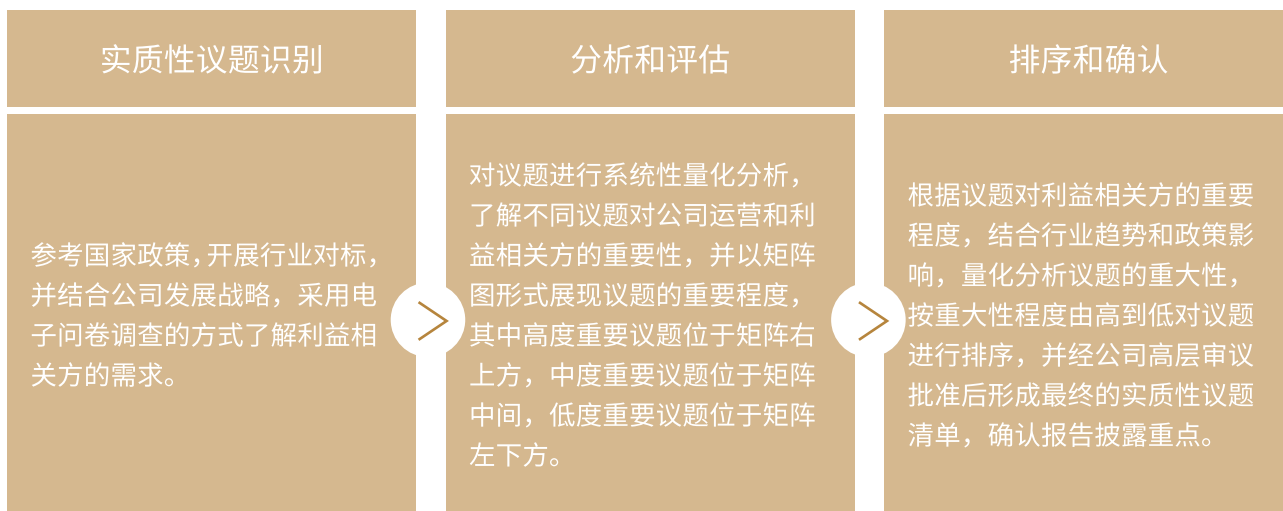 实质性议题识别
参考国家政策，开展行业对标，
并结合公司发展战略，采用电
子问卷调查的方式了解利益相
关方的需求。
分析和评估
对议题进行系统性量化分析，
了解不同议题对公司运营和利
益相关方的重要性，并以矩阵
图形式展现议题的重要程度，
其中高度重要议题位于矩阵右
上方，中度重要议题位于矩阵
中间，低度重要议题位于矩阵
左下方。
排序和确认
根据议题对利益相关方的重要
程度，结合行业趋势和政策影
响，量化分析议题的重大性，
按重大性程度由高到低对议题
进行排序，并经公司高层审议
批准后形成最终的实质性议题
清单，确认报告披露重点。